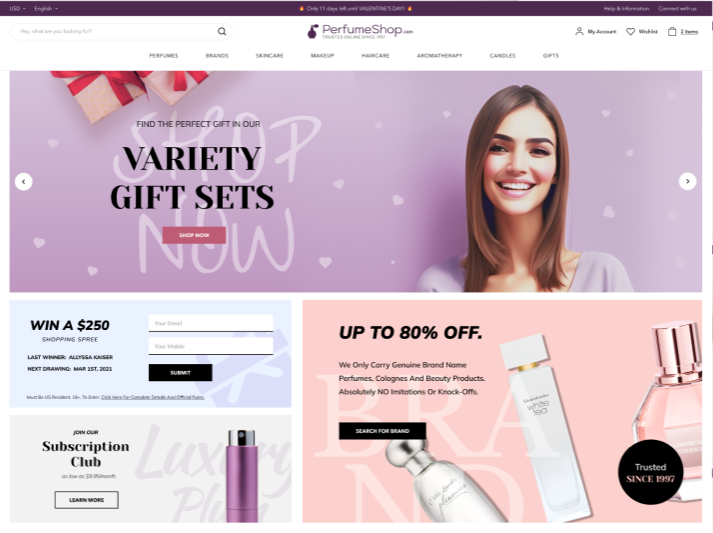 USD
English
🔥 Only 11 days left until VALENTINE'S DAY! 🔥
Help & Information
Connect with us
Hey, what are you looking for?
PerfumeShop.com
TRUSTED ONLINE SINCE 1997
My Account
Wishlist
2 items
PERFUMES
BRANDS
SKINCARE
MAKEUP
HAIRCARE
AROMATHERAPY
CANDLES
GIFTS
SHOP
NOW
FIND THE PERFECT GIFT IN OUR
VARIETY
GIFT SETS
SHOP NOW
WIN A $250
SHOPPING SPREE
LAST WINNER: ALLYSSA KAISER
NEXT DRAWING: MAR 1ST, 2021
Your Email
Your Mobile
SUBMIT
Must Be US Resident, 18+, To Enter. Click Here For Complete Details And Official Rules.
JOIN OUR
Subscription
Club
as low as $9.95/month
LEARN MORE
Luxury
UP TO 80% OFF.
We Only Carry Genuine Brand Name
Perfumes, Colognes And Beauty Products.
Absolutely NO Imitations Or Knock-Offs.
SEARCH FOR BRAND
BRA
ND
white
tea
Trusted
SINCE 1997